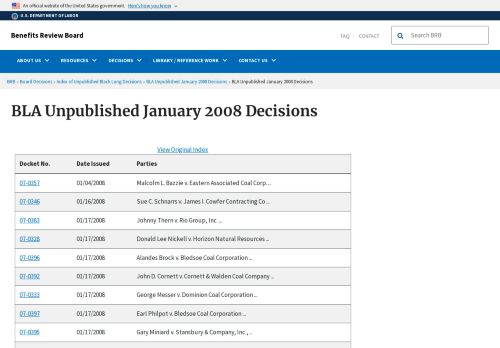 An official website of the United States government. Here's how you know
U.S. DEPARTMENT OF LABOR
Benefits Review Board
FAQ CONTACT
Search BRB
ABOUT US RESOURCES DECISIONS LIBRARY / REFERENCE WORK CONTACT US
BRB » Board Decisions » Index of Unpublished Black Lung Decisions » BLA Unpublished January 2008 Decisions » BLA Unpublished January 2008 Decisions
BLA Unpublished January 2008 Decisions
View Original Index
Docket No. Date Issued Parties
07-0357 01/04/2008 Malcolm L. Bazzie v. Eastern Associated Coal Corp...
07-0346 01/16/2008 Sue C. Schnarrs v. James I. Cowfer Contracting Co...
07-0383 01/17/2008 Johnny Thern v. Rio Group, Inc ...
07-0328 01/17/2008 Donald Lee Nickell v. Horizon Natural Resources ...
07-0396 01/17/2008 Alandes Brock v. Bledsoe Coal Corporation ...
07-0392 01/17/2008 John D. Cornett v. Cornett & Walden Coal Company ...
07-0333 01/17/2008 George Messer v. Dominion Coal Corporation ...
07-0397 01/17/2008 Earl Philpot v. Bledsoe Coal Corporation ...
07-0395 01/17/2008 Gary Miniard v. Stansbury & Company, Inc., ...